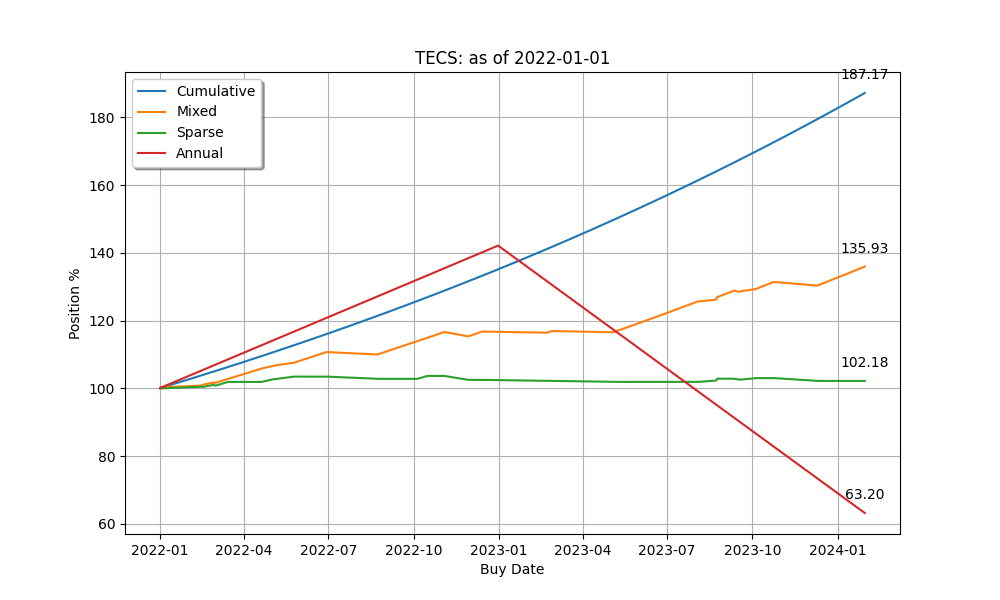 TECS: as of 2022-01-01
Cumulative
Mixed
Sparse
Annual
187.17
135.93
102.18
63.20
Position %
180
160
140
120
100
80
60
2022-01 2022-04 2022-07 2022-10 2023-01 2023-04 2023-07 2023-10 2024-01
Buy Date